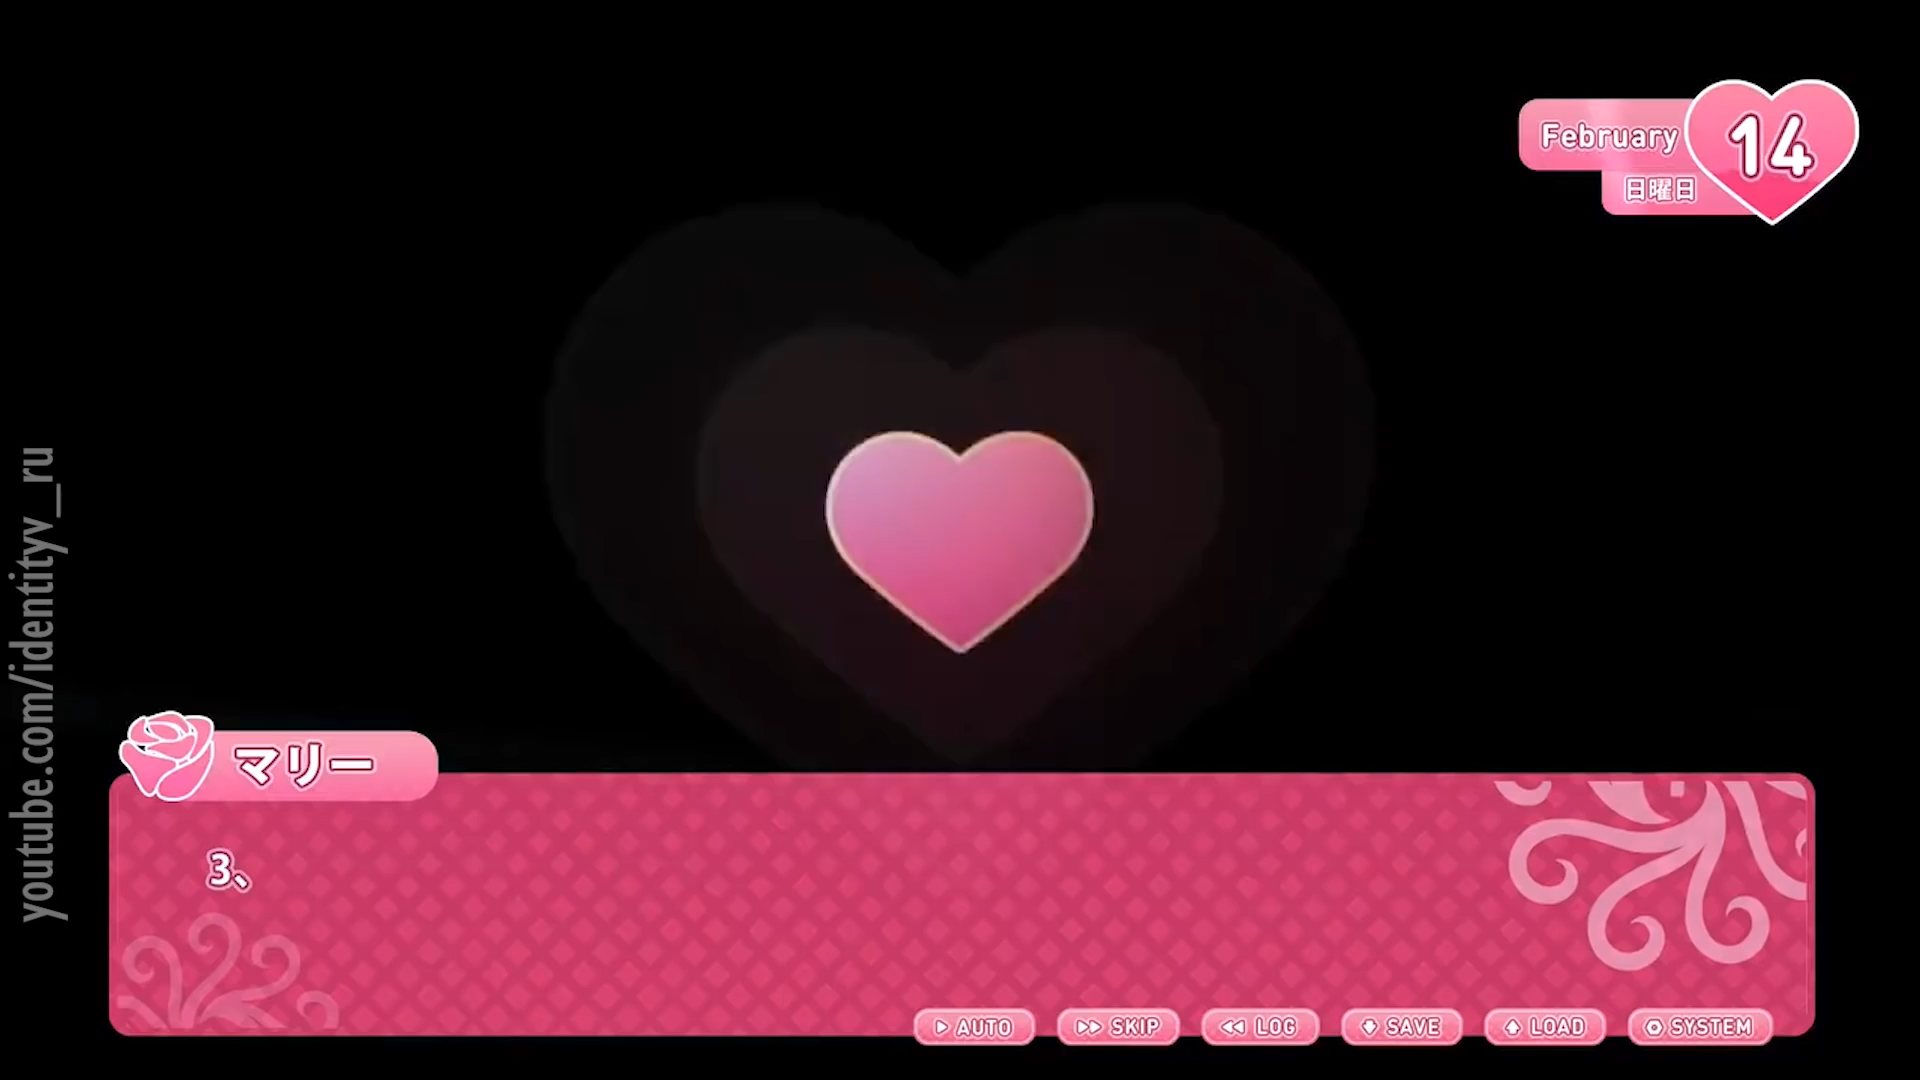 February 14
日曜日
youtube.com/identityv_ru
マリー
3、
AUTO SKIP LOG SAVE LOAD SYSTEM